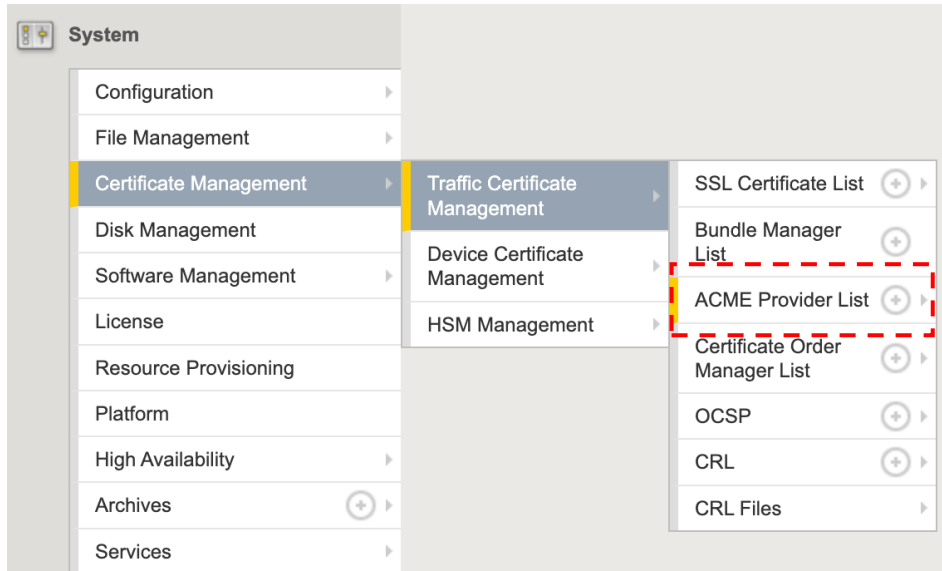 System
Configuration
File Management
Certificate Management
Disk Management
Software Management
License
Resource Provisioning
Platform
High Availability
Archives
Services
Traffic Certificate
Management
Device Certificate
Management
HSM Management
SSL Certificate List
Bundle Manager
List
ACME Provider List
Certificate Order
Manager List
OCSP
CRL
CRL Files